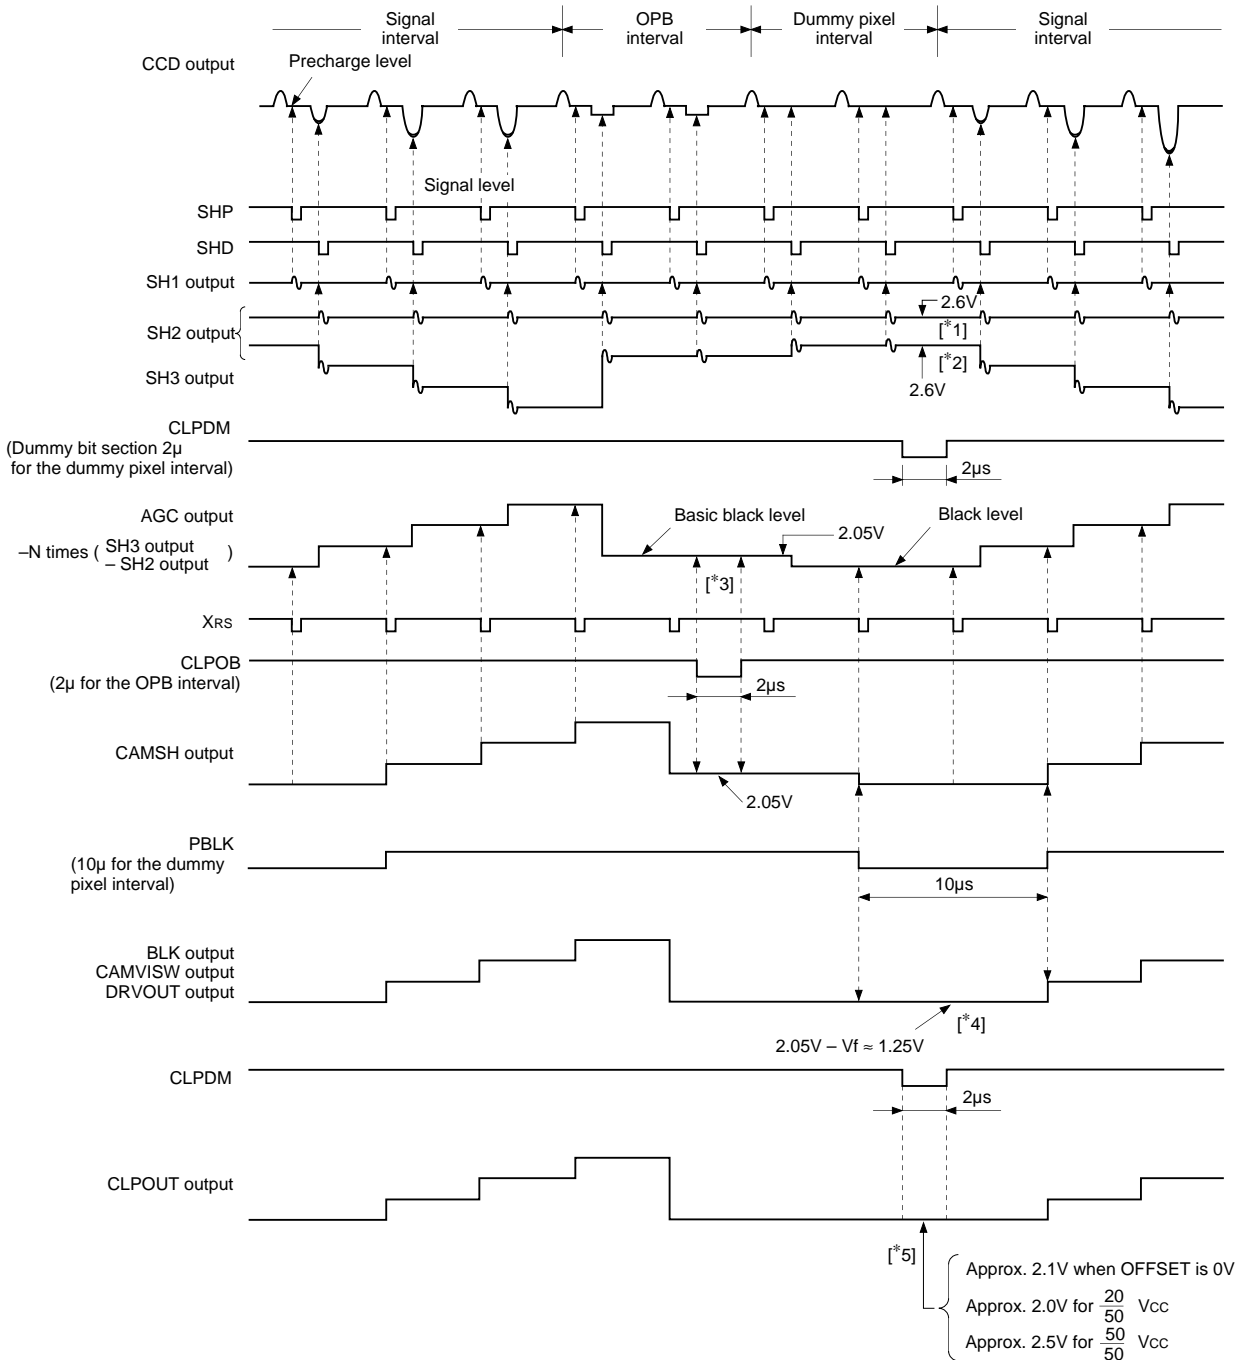 Signal
interval
OPB
interval
Dummy pixel
interval
Signal
interval
CCD output
Precharge level
Signal level
SHP
SHD
SH1 output
2.6V
SH2 output
[*1]
[*2]
SH3 output
2.6V
CLPDM
(Dummy bit section 2µ
for the dummy pixel interval)
2µs
AGC output
Basic black level
Black level
2.05V
–N times ( SH3 output
– SH2 output )
[*3]
XRS
CLPOB
(2µ for the OPB interval)
2µs
CAMSH output
2.05V
PBLK
(10µ for the dummy
pixel interval)
10µs
BLK output
CAMVISW output
DRVOUT output
[*4]
2.05V – Vf ≈ 1.25V
CLPDM
2µs
CLPOUT output
[*5]
Approx. 2.1V when OFFSET is 0V
Approx. 2.0V for 20/50 VCC
Approx. 2.5V for 50/50 VCC